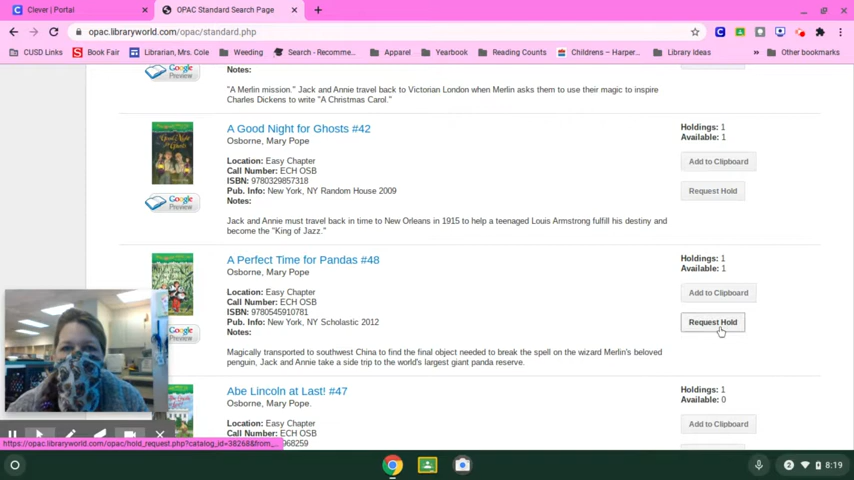 Clever | Portal
OPAC Standard Search Page
opac.libraryworld.com/opac/standard.php
CUSD Links
Book Fair
Librarian, Mrs. Cole
Weeding
Search - Recomme...
Apparel
Yearbook
Reading Counts
Childrens – Harper...
Library Ideas
»
Other bookmarks
Google
Preview
Notes:
"A Merlin mission." Jack and Annie travel back to Victorian London when Merlin asks them to use their magic to inspire
Charles Dickens to write "A Christmas Carol."
A Good Night for Ghosts #42
Osborne, Mary Pope
Location: Easy Chapter
Call Number: ECH OSB
ISBN: 9780329857318
Pub. Info: New York, NY Random House 2009
Notes:
Jack and Annie must travel back in time to New Orleans in 1915 to help a teenaged Louis Armstrong fulfill his destiny and
become the "King of Jazz."
Holdings: 1
Available: 1
Add to Clipboard
Request Hold
Google
Preview
A Perfect Time for Pandas #48
Osborne, Mary Pope
Location: Easy Chapter
Call Number: ECH OSB
ISBN: 9780545910781
Pub. Info: New York, NY Scholastic 2012
Notes:
Magically transported to southwest China to find the final object needed to break the spell on the wizard Merlin's beloved
penguin, Jack and Annie take a side trip to the world's largest giant panda reserve.
Holdings: 1
Available: 1
Add to Clipboard
Request Hold
Google
Preview
Abe Lincoln at Last! #47
Osborne, Mary Pope.
Location: Easy Chapter
Call Number: ECH OSB
968259
Holdings: 1
Available: 0
Add to Clipboard
https://opac.libraryworld.com/opac/hold_request.php?catalog_id=38268&from_...
2
8:19